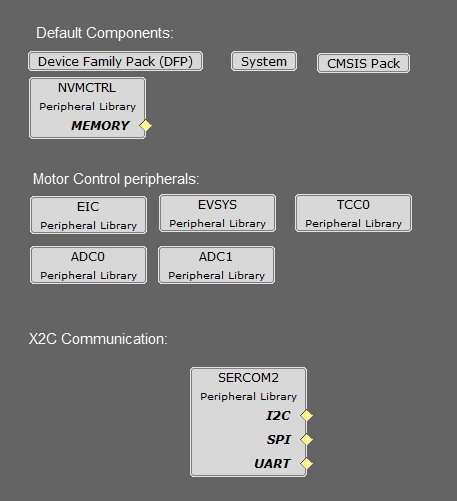 Default Components:
Device Family Pack (DFP)
System
CMSIS Pack
NVMCTRL
Peripheral Library
MEMORY
Motor Control peripherals:
EIC
Peripheral Library
EVSYS
Peripheral Library
TCC0
Peripheral Library
ADC0
Peripheral Library
ADC1
Peripheral Library
X2C Communication:
SERCOM2
Peripheral Library
I2C
SPI
UART